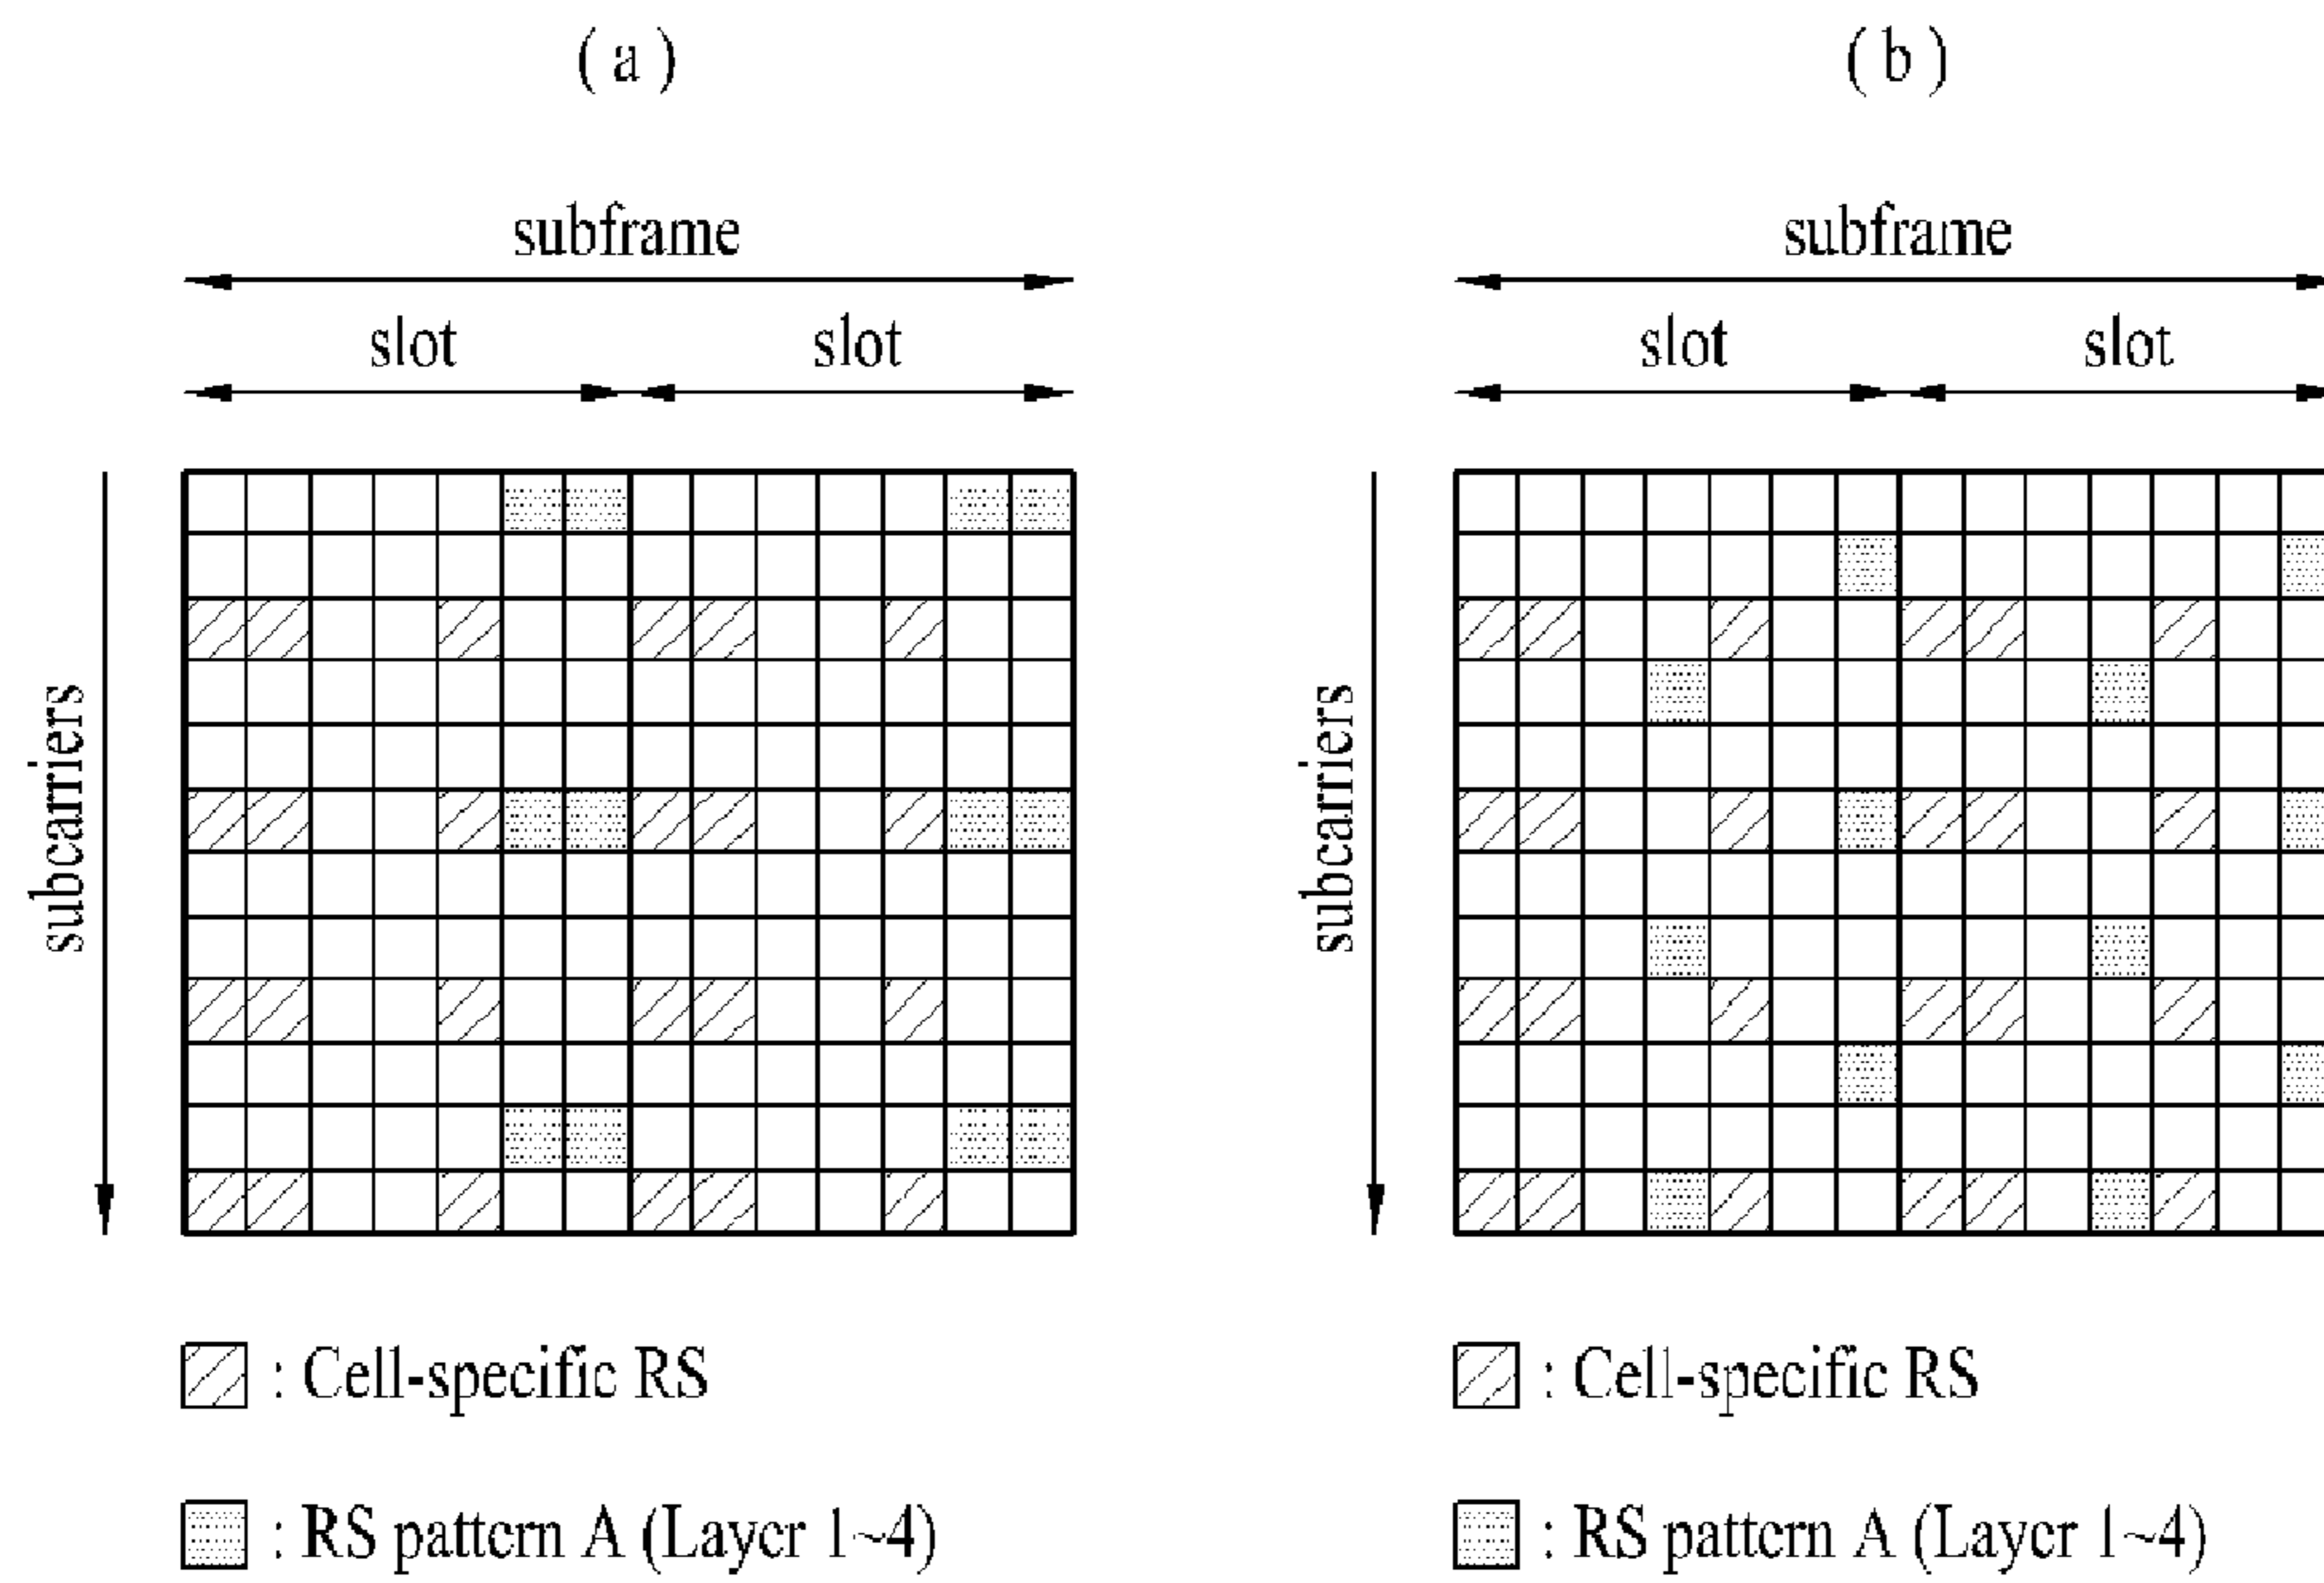 (a)
(b)
subframe
subframe
slot slot
slot slot
subcarriers
subcarriers
: Cell-specific RS
: Cell-specific RS
: RS pattern A (Layer 1~4)
: RS pattern A (Layer 1~4)